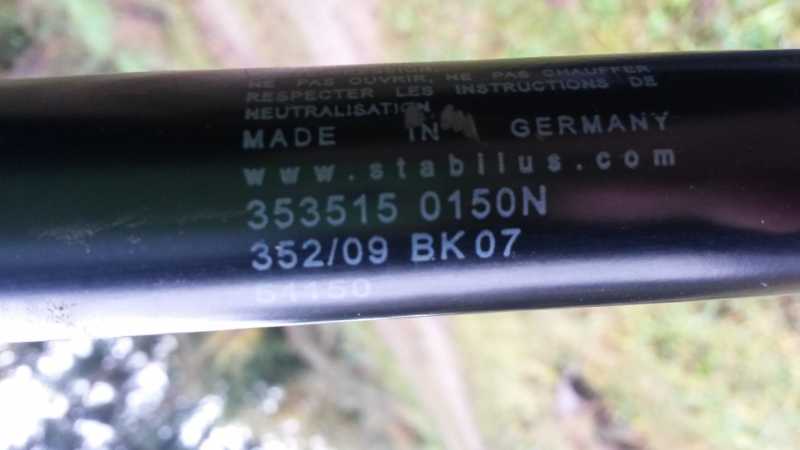 NE PAS OUVRIR, NE PAS CHAUFFER
RESPECTER LES INSTRUCTIONS DE
NEUTRALISATION
MADE IN GERMANY
www.stabilus.com
353515 0150N
352/09 BK07
51150